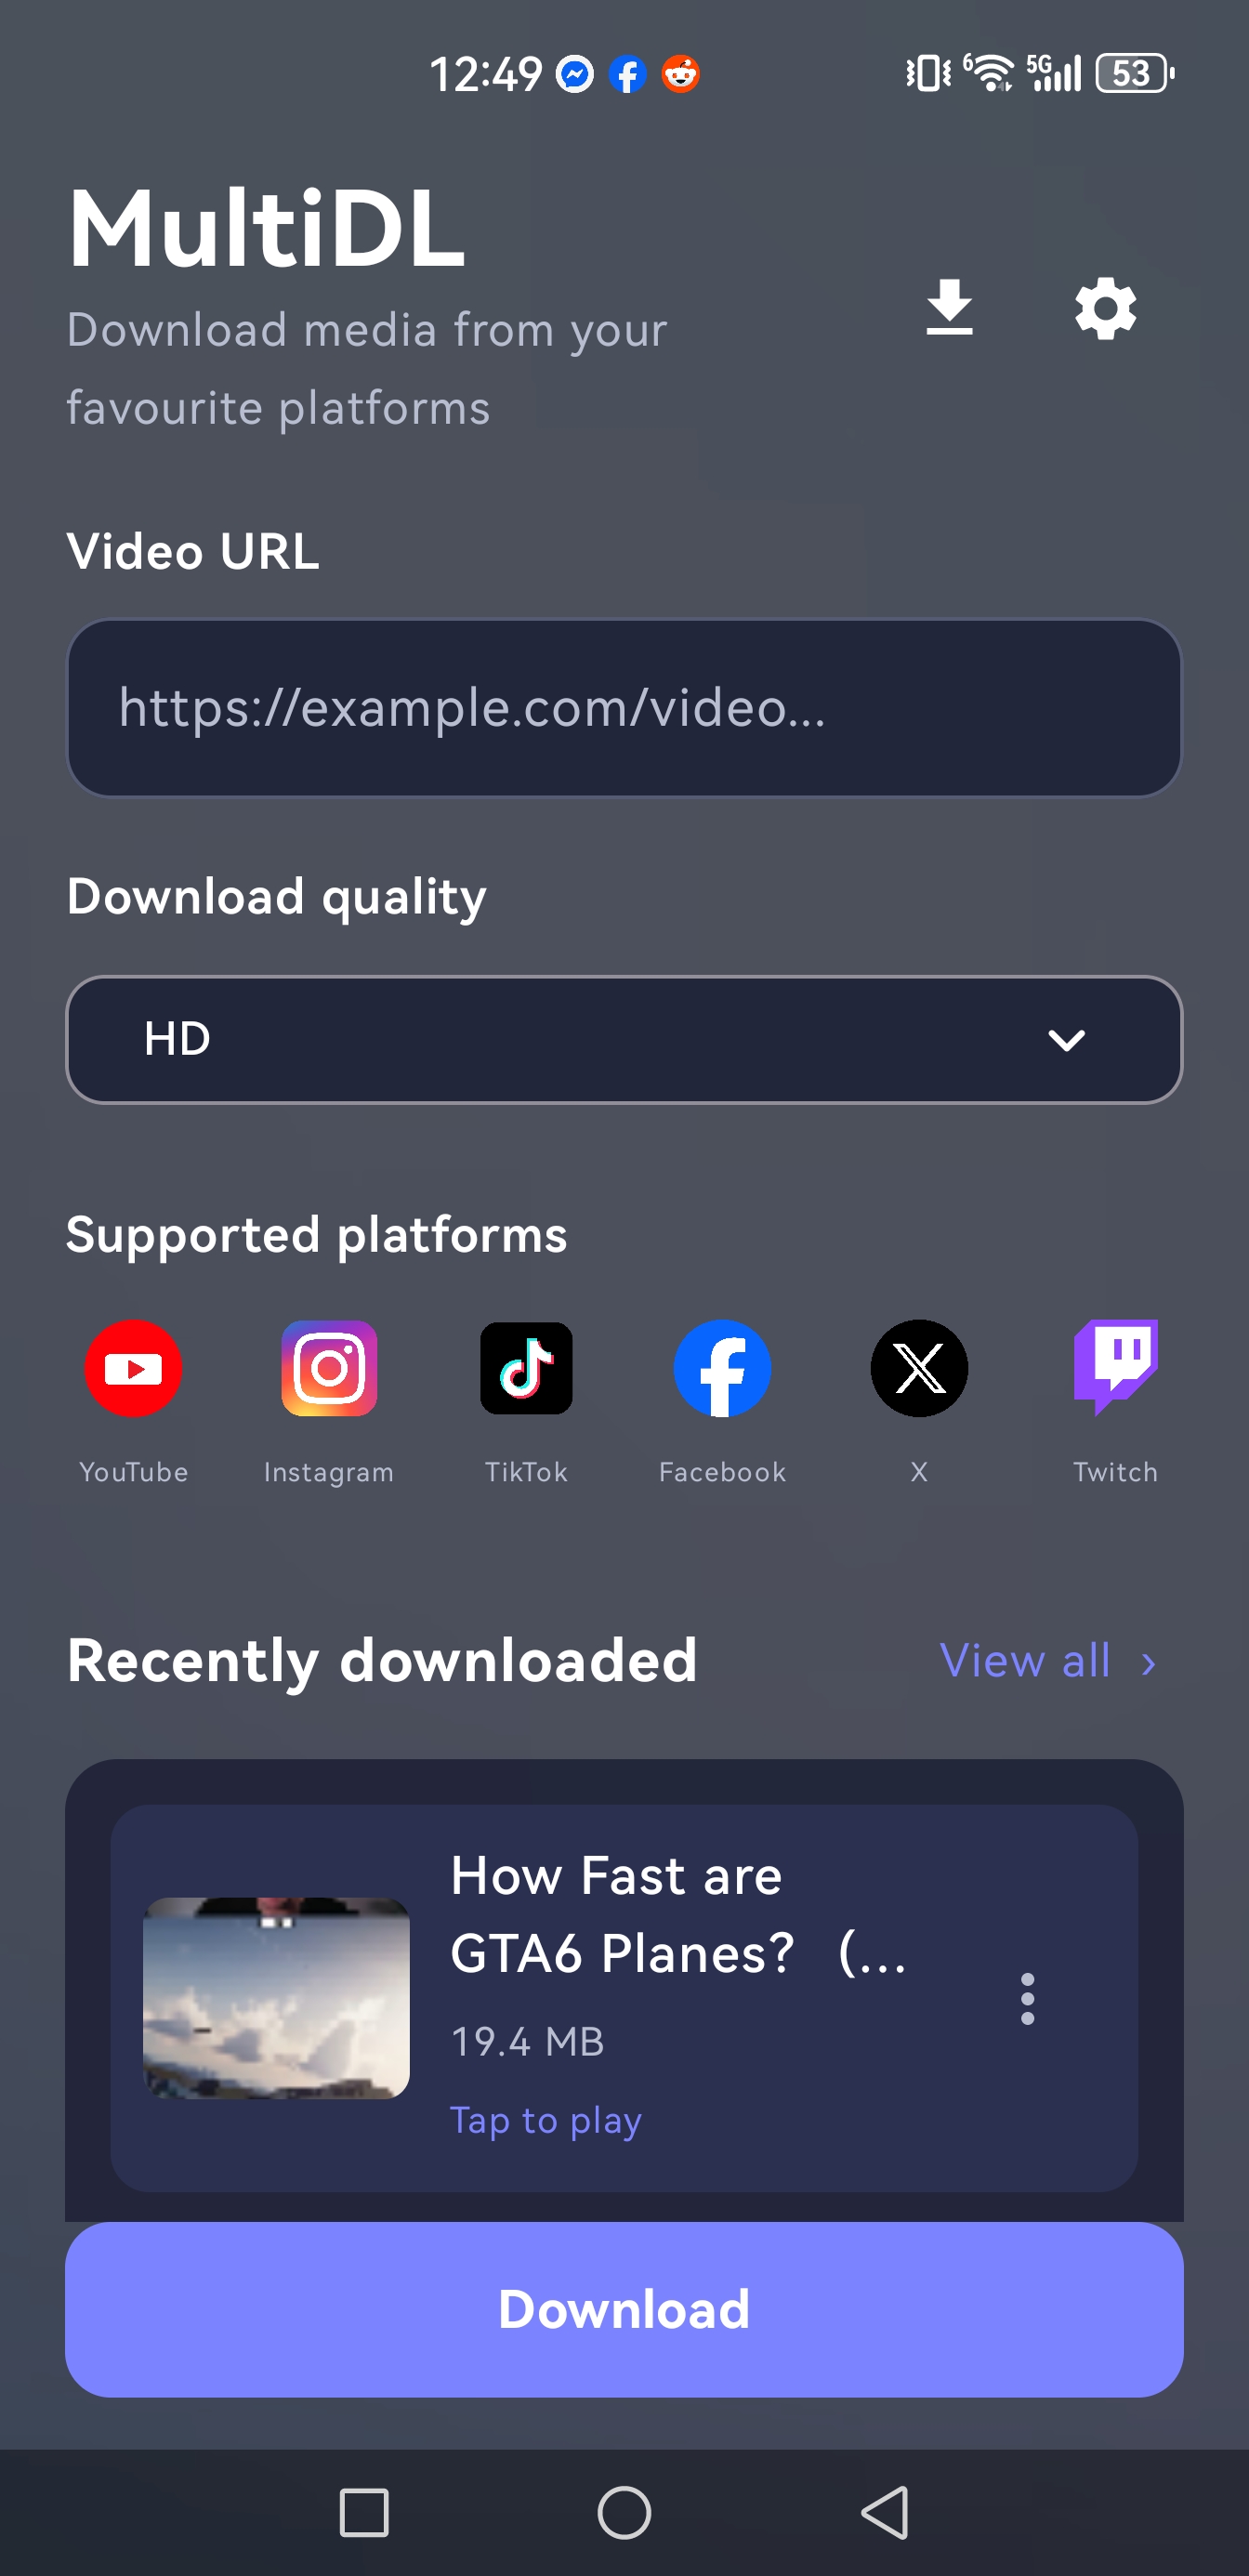 12:49
6
5G
53
MultiDL
Download media from your
favourite platforms
Video URL
https://example.com/video...
Download quality
HD
Supported platforms
YouTube
Instagram
TikTok
Facebook
X
Twitch
Recently downloaded
View all ›
How Fast are
GTA6 Planes? (...
19.4 MB
Tap to play
Download